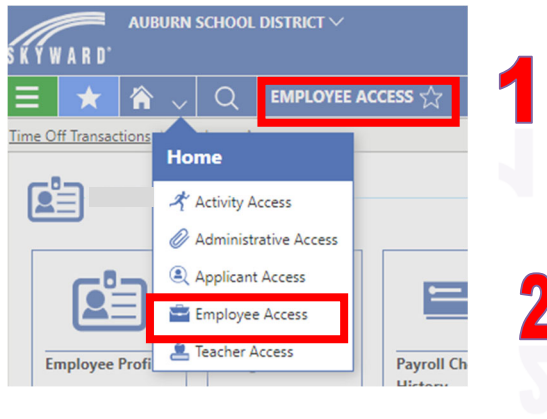 AUBURN SCHOOL DISTRICT
SKYWARD
EMPLOYEE ACCESS
1
Time Off Transactions
Home
Activity Access
Administrative Access
Applicant Access
Employee Access
Teacher Access
2
Employee Profi
Payroll Ch
History